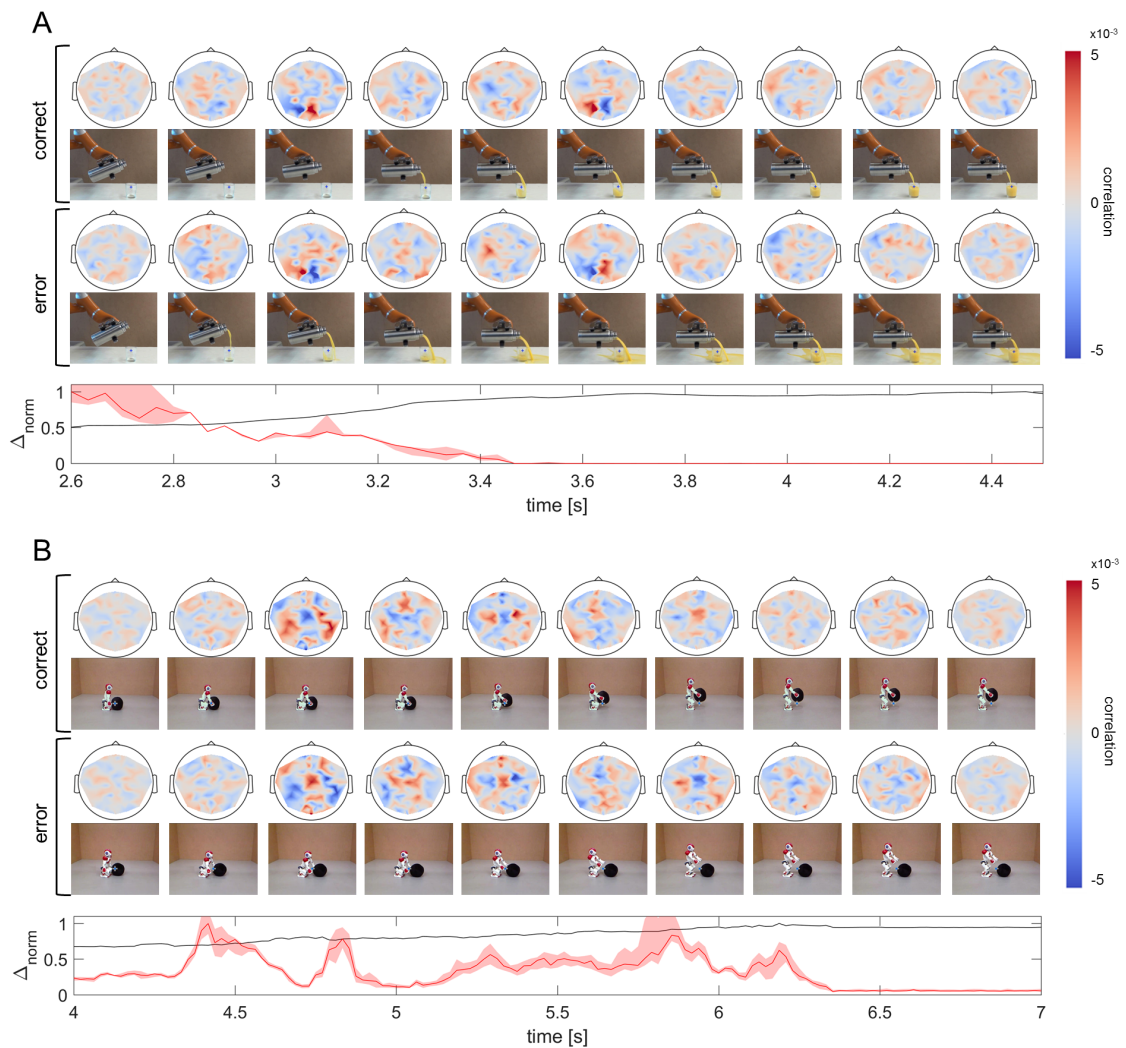 A
correct
error
x10⁻³
5
0
-5
correlation
Δnorm
1
0.5
0
2.6 2.8 3 3.2 3.4 3.6 3.8 4 4.2 4.4
time [s]
B
correct
error
x10⁻³
5
0
-5
correlation
Δnorm
1
0.5
0
4 4.5 5 5.5 6 6.5 7
time [s]